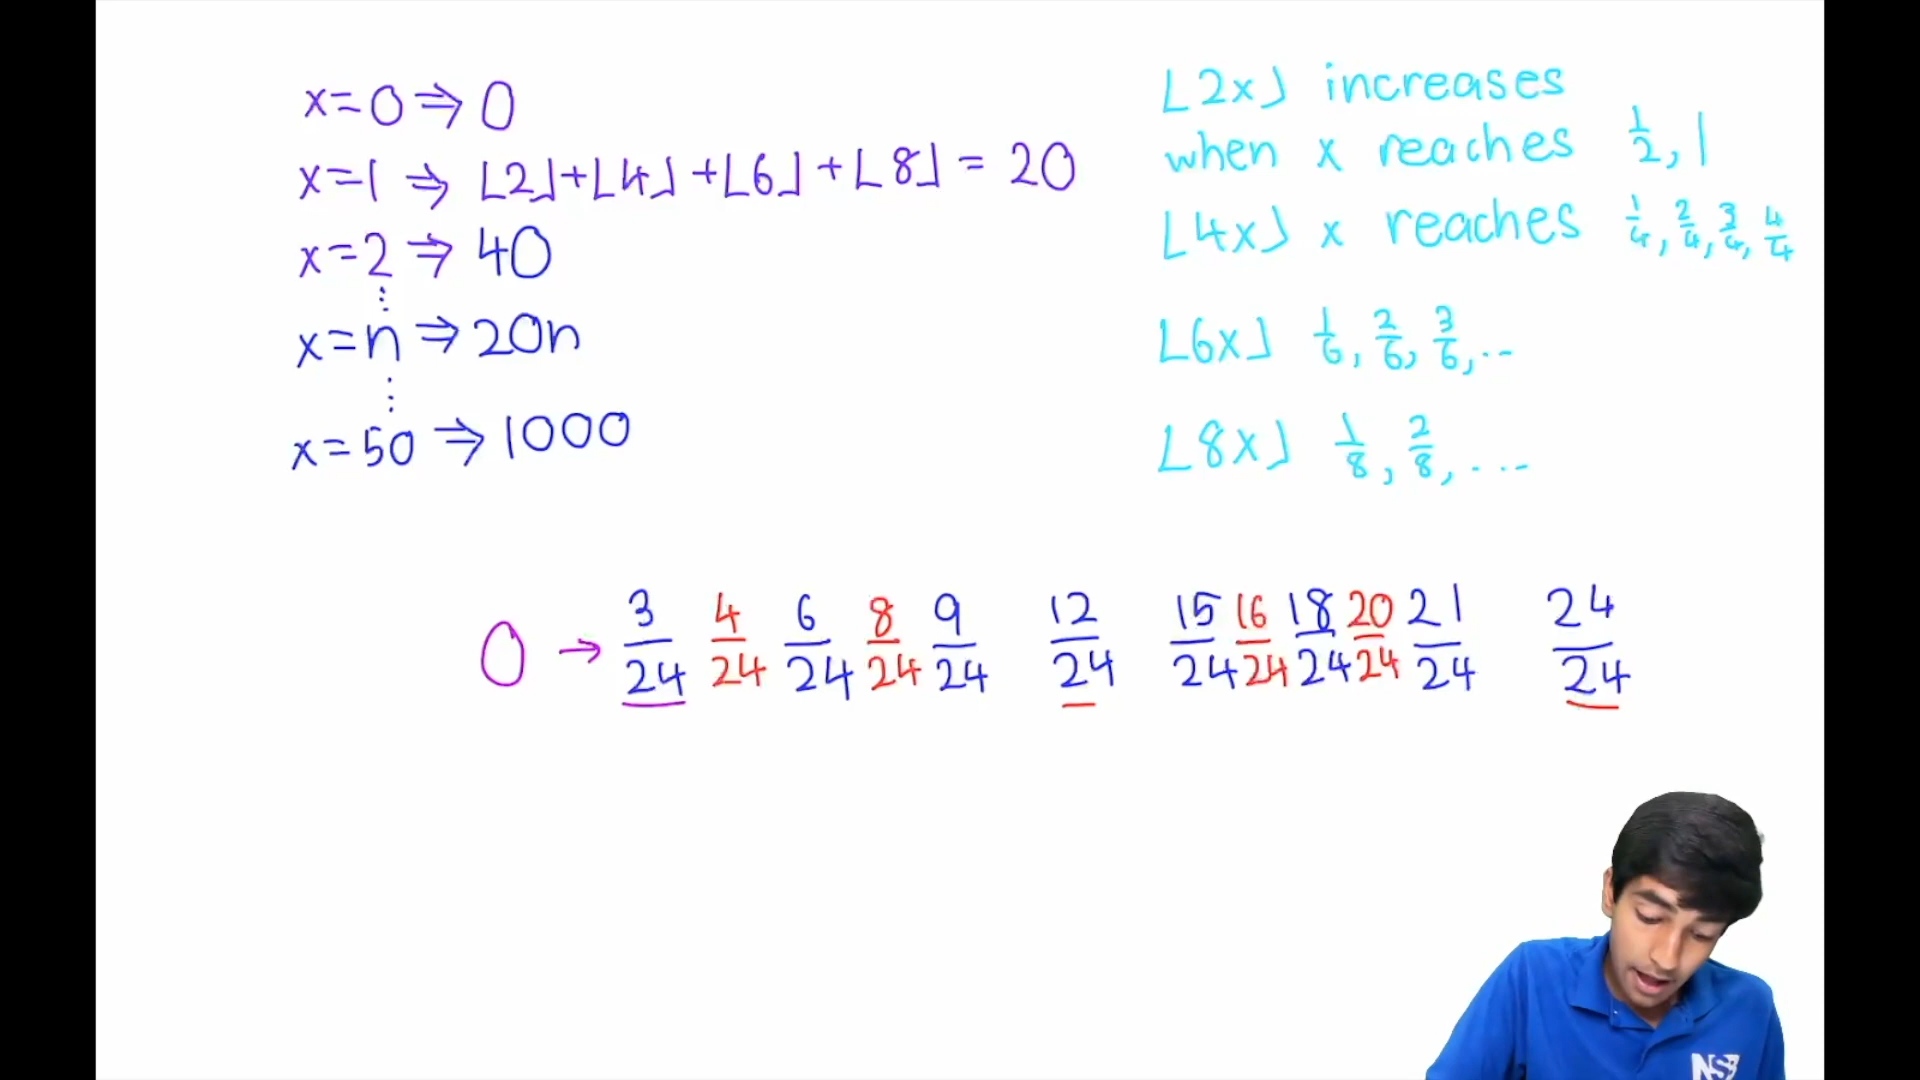 x=0⇒0
x=1⇒⌊2⌋+⌊4⌋+⌊6⌋+⌊8⌋=20
x=2⇒40
⋮
x=n⇒20n
⋮
x=50⇒1000
⌊2x⌋ increases
when x reaches 1/2, 1
⌊4x⌋ x reaches 1/4, 2/4, 3/4, 4/4
⌊6x⌋ 1/6, 2/6, 3/6, ...
⌊8x⌋ 1/8, 2/8, ....
0 → 3/24 4/24 6/24 8/24 9/24 12/24 15/24 16/24 18/24 20/24 21/24 24/24